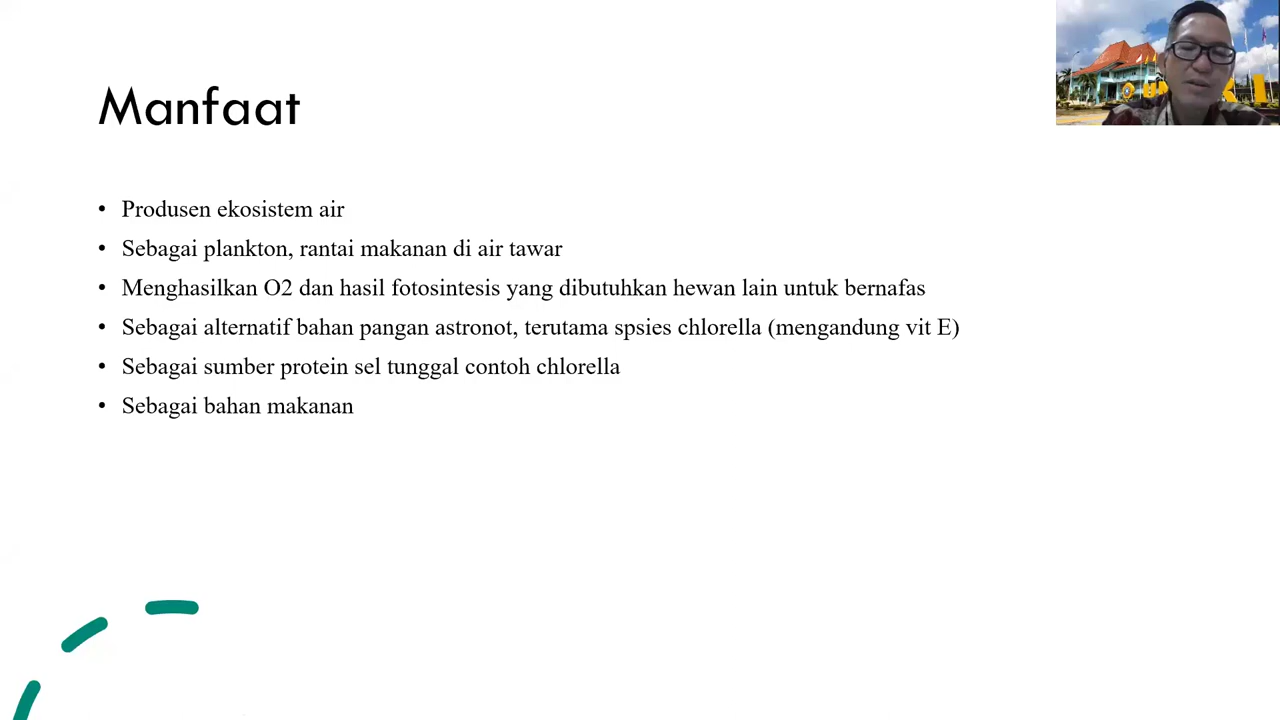 Manfaat
• Produsen ekosistem air
• Sebagai plankton, rantai makanan di air tawar
• Menghasilkan O2 dan hasil fotosintesis yang dibutuhkan hewan lain untuk bernafas
• Sebagai alternatif bahan pangan astronot, terutama spsies chlorella (mengandung vit E)
• Sebagai sumber protein sel tunggal contoh chlorella
• Sebagai bahan makanan